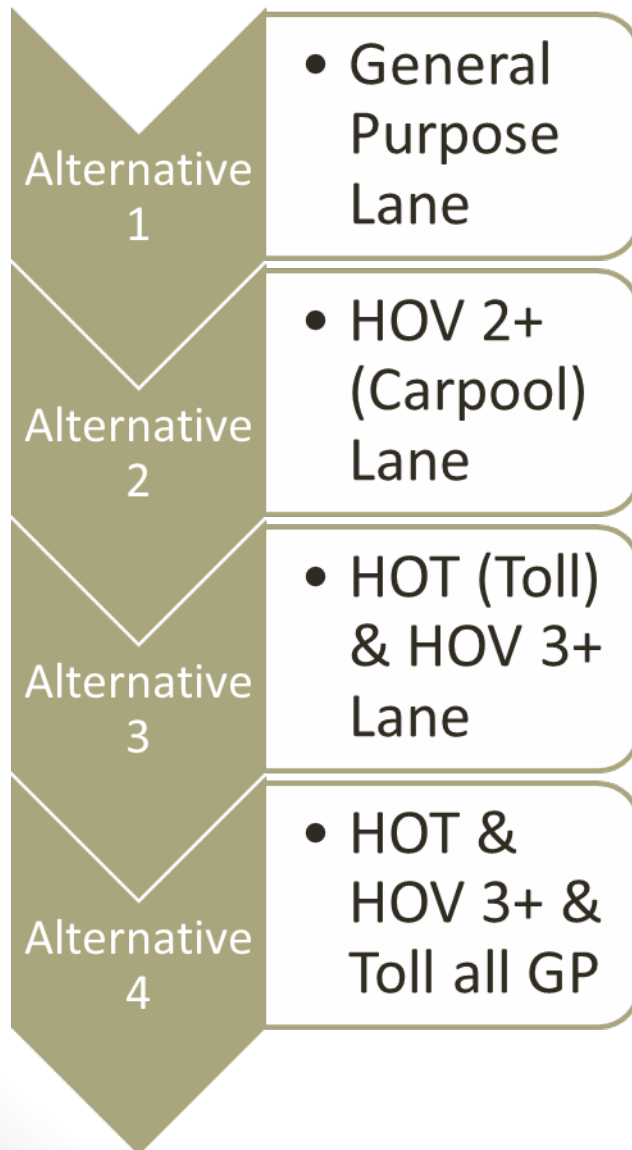 Alternative
1
• General
Purpose
Lane
Alternative
2
• HOV 2+
(Carpool)
Lane
Alternative
3
• HOT (Toll)
& HOV 3+
Lane
Alternative
4
• HOT &
HOV 3+ &
Toll all GP